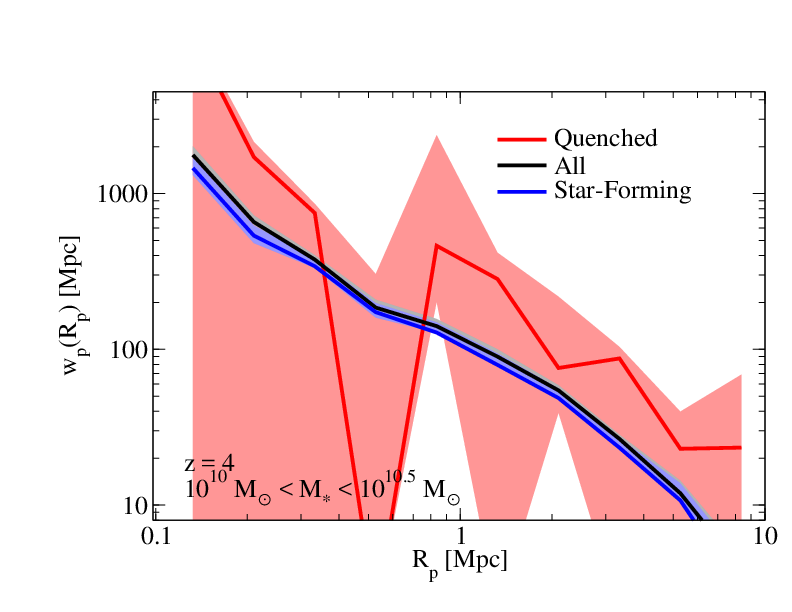 Quenched
All
Star-Forming
1000
100
10
w_p(R_p) [Mpc]
z = 4
10^10 M_⊙ < M_* < 10^10.5 M_⊙
0.1 1 10
R_p [Mpc]